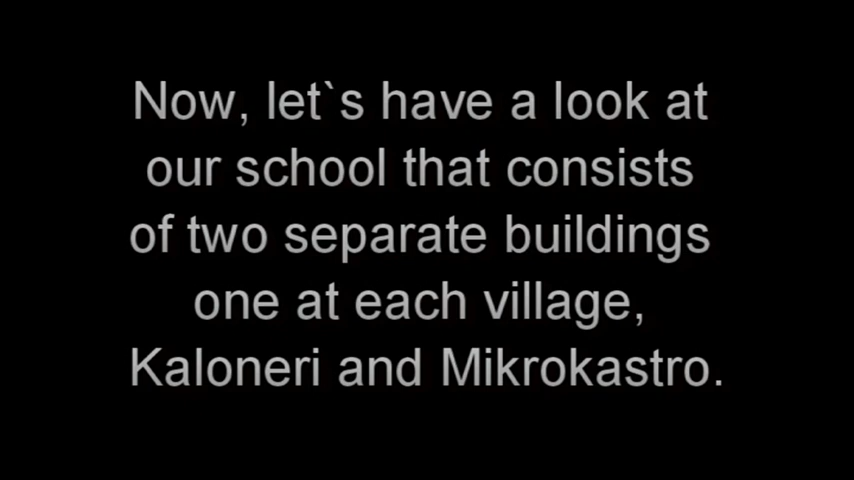 Now, let`s have a look at
our school that consists
of two separate buildings
one at each village,
Kaloneri and Mikrokastro.